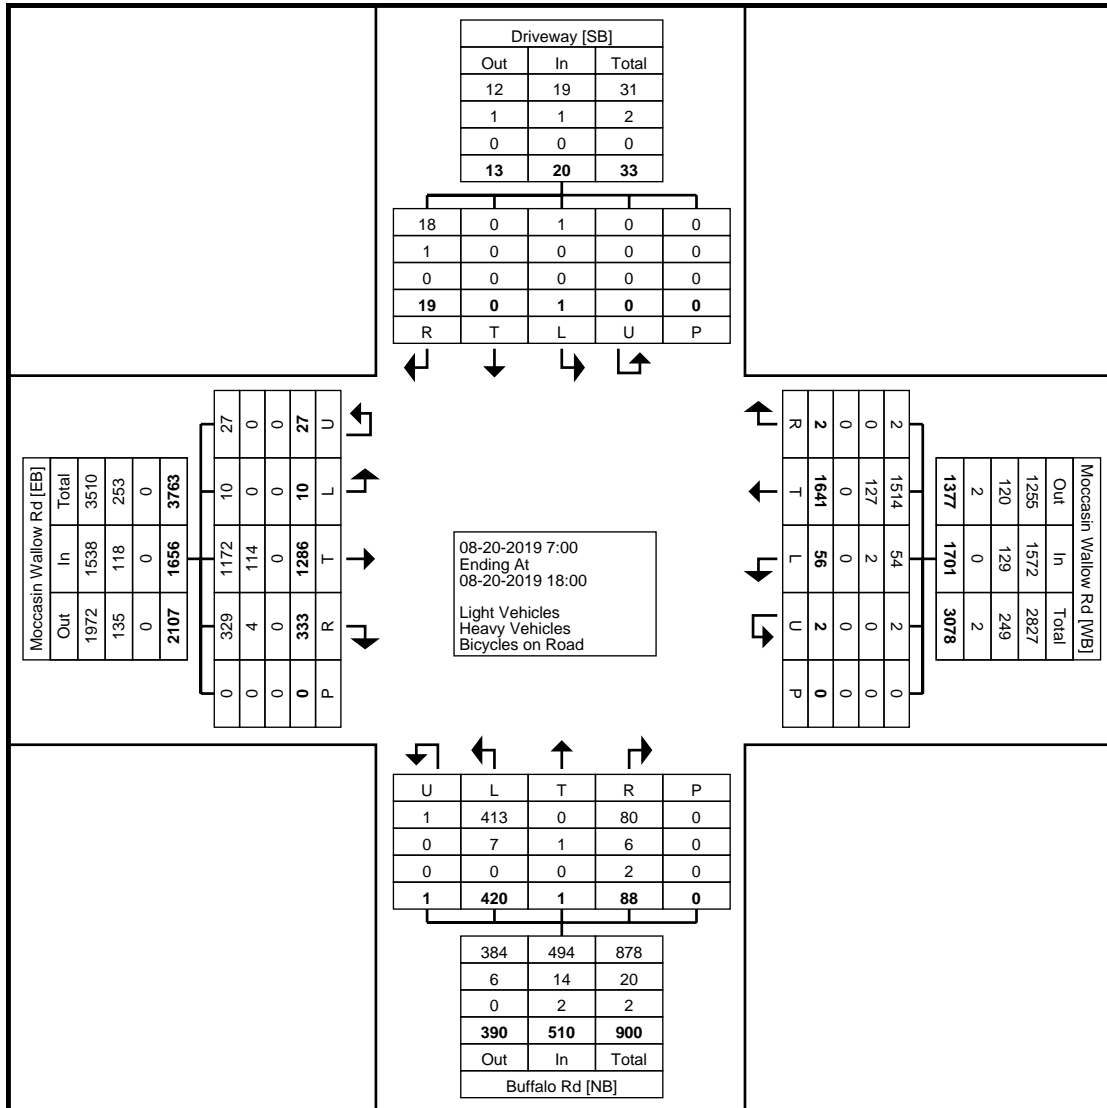 Driveway [SB]
Out In Total
12 19 31
1 1 2
0 0 0
13 20 33
18 0 1 0 0
1 0 0 0 0
0 0 0 0 0
19 0 1 0 0
R T L U P
Moccasin Wallow Rd [EB]
Total In Out
3510 1538 1972
253 118 135
0 0 0
3763 1656 2107
27 10 1172 329 0
0 0 114 4 0
0 0 0 0 0
27 10 1286 333 0
U L T R P
08-20-2019 7:00
Ending At
08-20-2019 18:00
Light Vehicles
Heavy Vehicles
Bicycles on Road
Moccasin Wallow Rd [WB]
Out In Total
1255 1572 2827
120 129 249
2 0 2
1377 1701 3078
2 1514 54 2 0
0 127 2 0 0
0 0 0 0 0
2 1641 56 2 0
R T L U P
U L T R P
1 413 0 80 0
0 7 1 6 0
0 0 0 2 0
1 420 1 88 0
384 494 878
6 14 20
0 2 2
390 510 900
Out In Total
Buffalo Rd [NB]